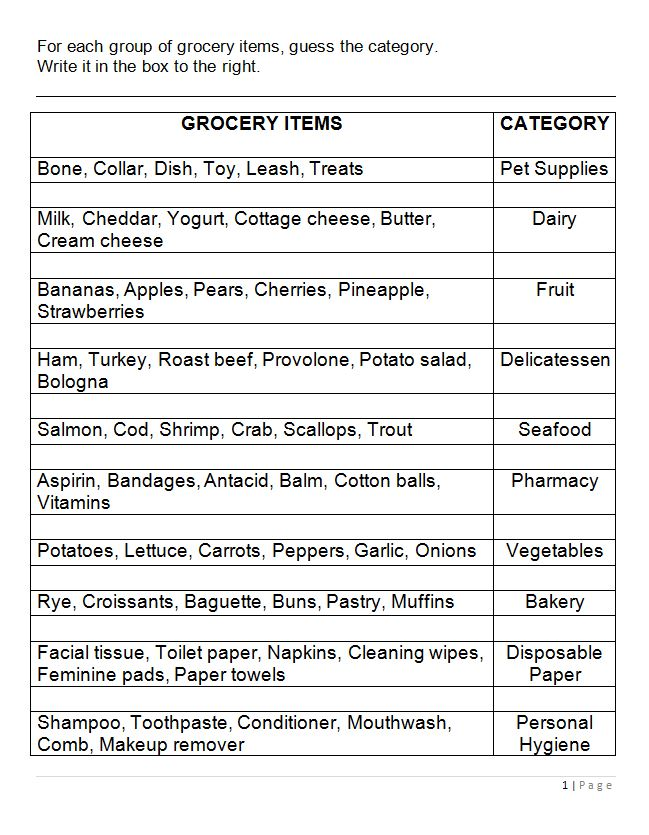 For each group of grocery items, guess the category.
Write it in the box to the right.
GROCERY ITEMS CATEGORY
Bone, Collar, Dish, Toy, Leash, Treats Pet Supplies
Milk, Cheddar, Yogurt, Cottage cheese, Butter, Dairy
Cream cheese
Bananas, Apples, Pears, Cherries, Pineapple, Fruit
Strawberries
Ham, Turkey, Roast beef, Provolone, Potato salad, Delicatessen
Bologna
Salmon, Cod, Shrimp, Crab, Scallops, Trout Seafood
Aspirin, Bandages, Antacid, Balm, Cotton balls, Pharmacy
Vitamins
Potatoes, Lettuce, Carrots, Peppers, Garlic, Onions Vegetables
Rye, Croissants, Baguette, Buns, Pastry, Muffins Bakery
Facial tissue, Toilet paper, Napkins, Cleaning wipes, Disposable
Feminine pads, Paper towels Paper
Shampoo, Toothpaste, Conditioner, Mouthwash, Personal
Comb, Makeup remover Hygiene
1 | Page